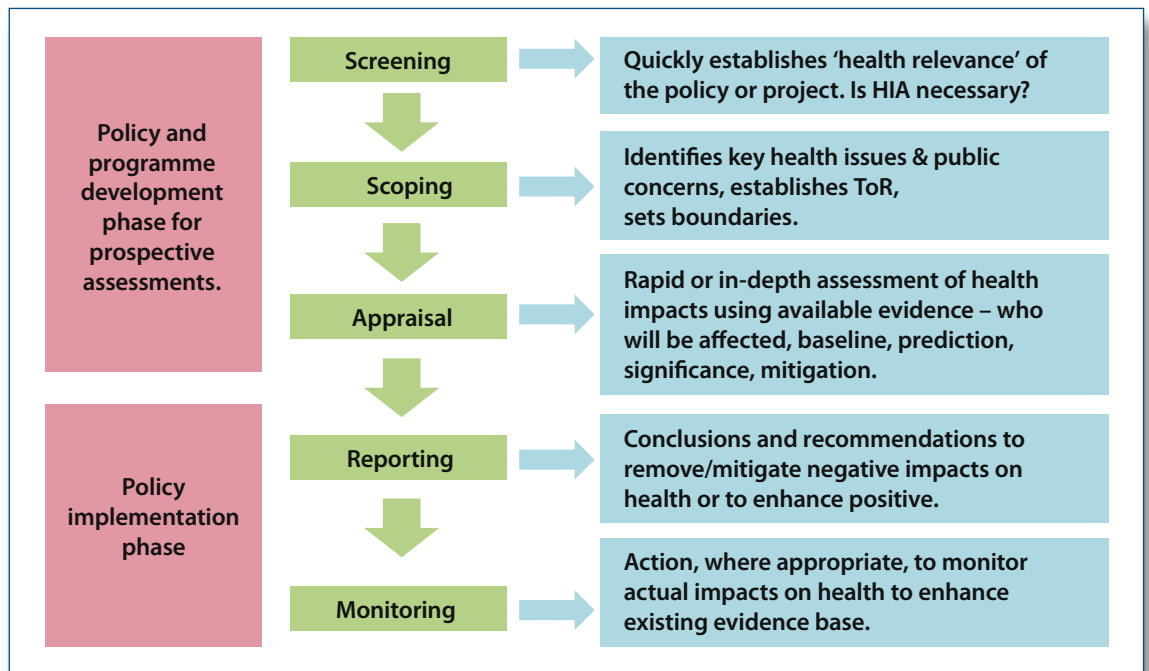 Policy and
programme
development
phase for
prospective
assessments.
Screening
Quickly establishes ‘health relevance’ of
the policy or project. Is HIA necessary?
Scoping
Identifies key health issues & public
concerns, establishes ToR,
sets boundaries.
Appraisal
Rapid or in-depth assessment of health
impacts using available evidence – who
will be affected, baseline, prediction,
significance, mitigation.
Policy
implementation
phase
Reporting
Conclusions and recommendations to
remove/mitigate negative impacts on
health or to enhance positive.
Monitoring
Action, where appropriate, to monitor
actual impacts on health to enhance
existing evidence base.